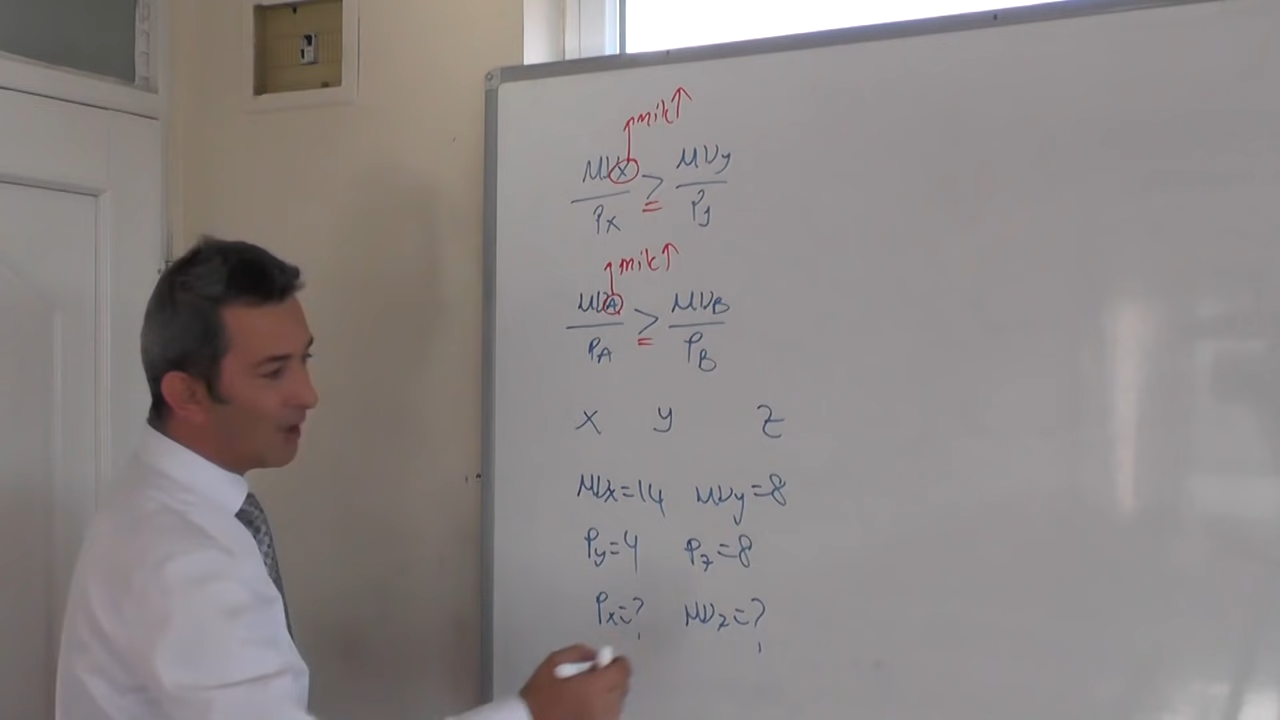 mik↑
MUx/Px ≥ MUy/Py
mik↑
MUA/PA ≥ MUB/PB
X y Z
MUx=14 MUy=8
Py=4 Pz=8
Px=? MUz=?